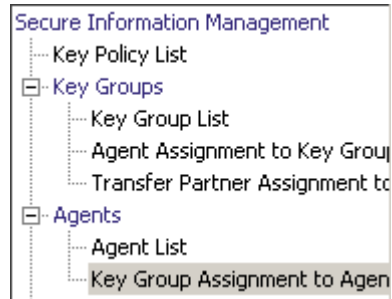 Secure Information Management
Key Policy List
Key Groups
Key Group List
Agent Assignment to Key Grou
Transfer Partner Assignment to
Agents
Agent List
Key Group Assignment to Agen